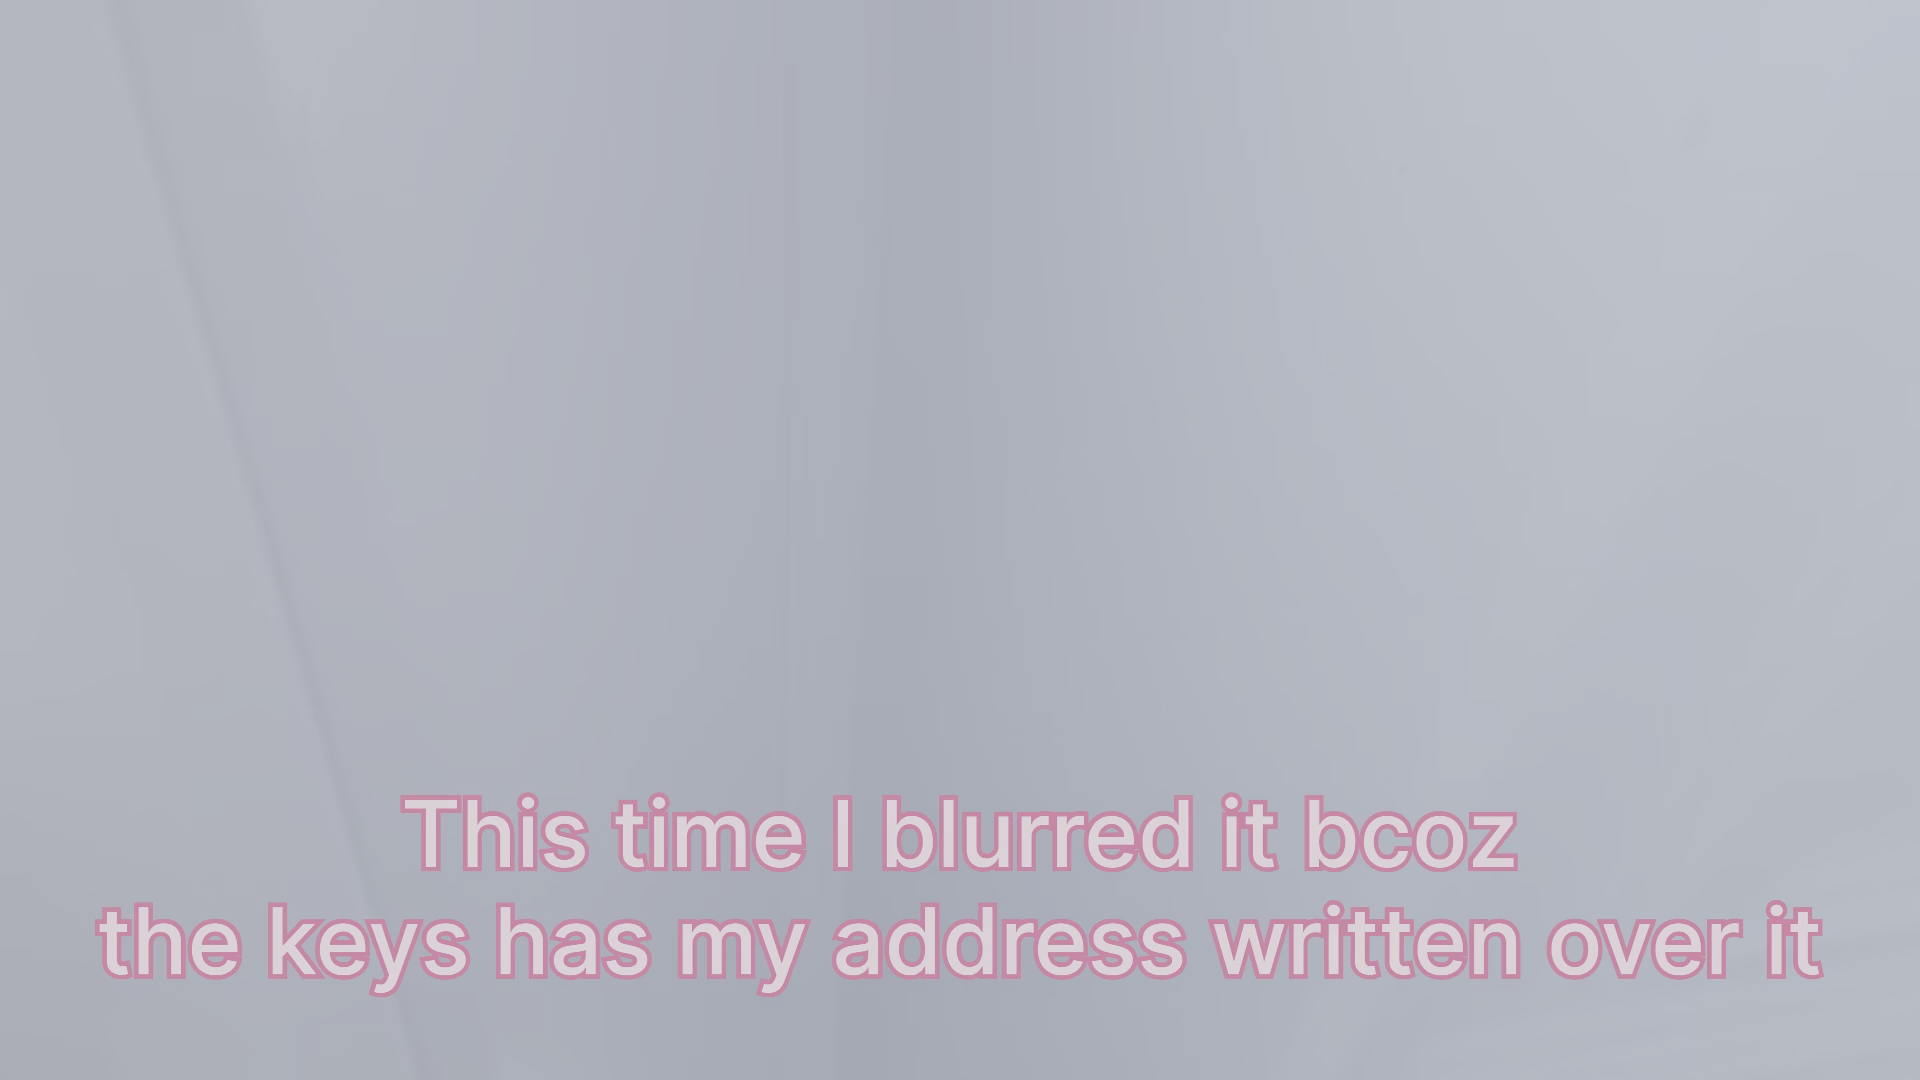 This time I blurred it bcoz
the keys has my address written over it